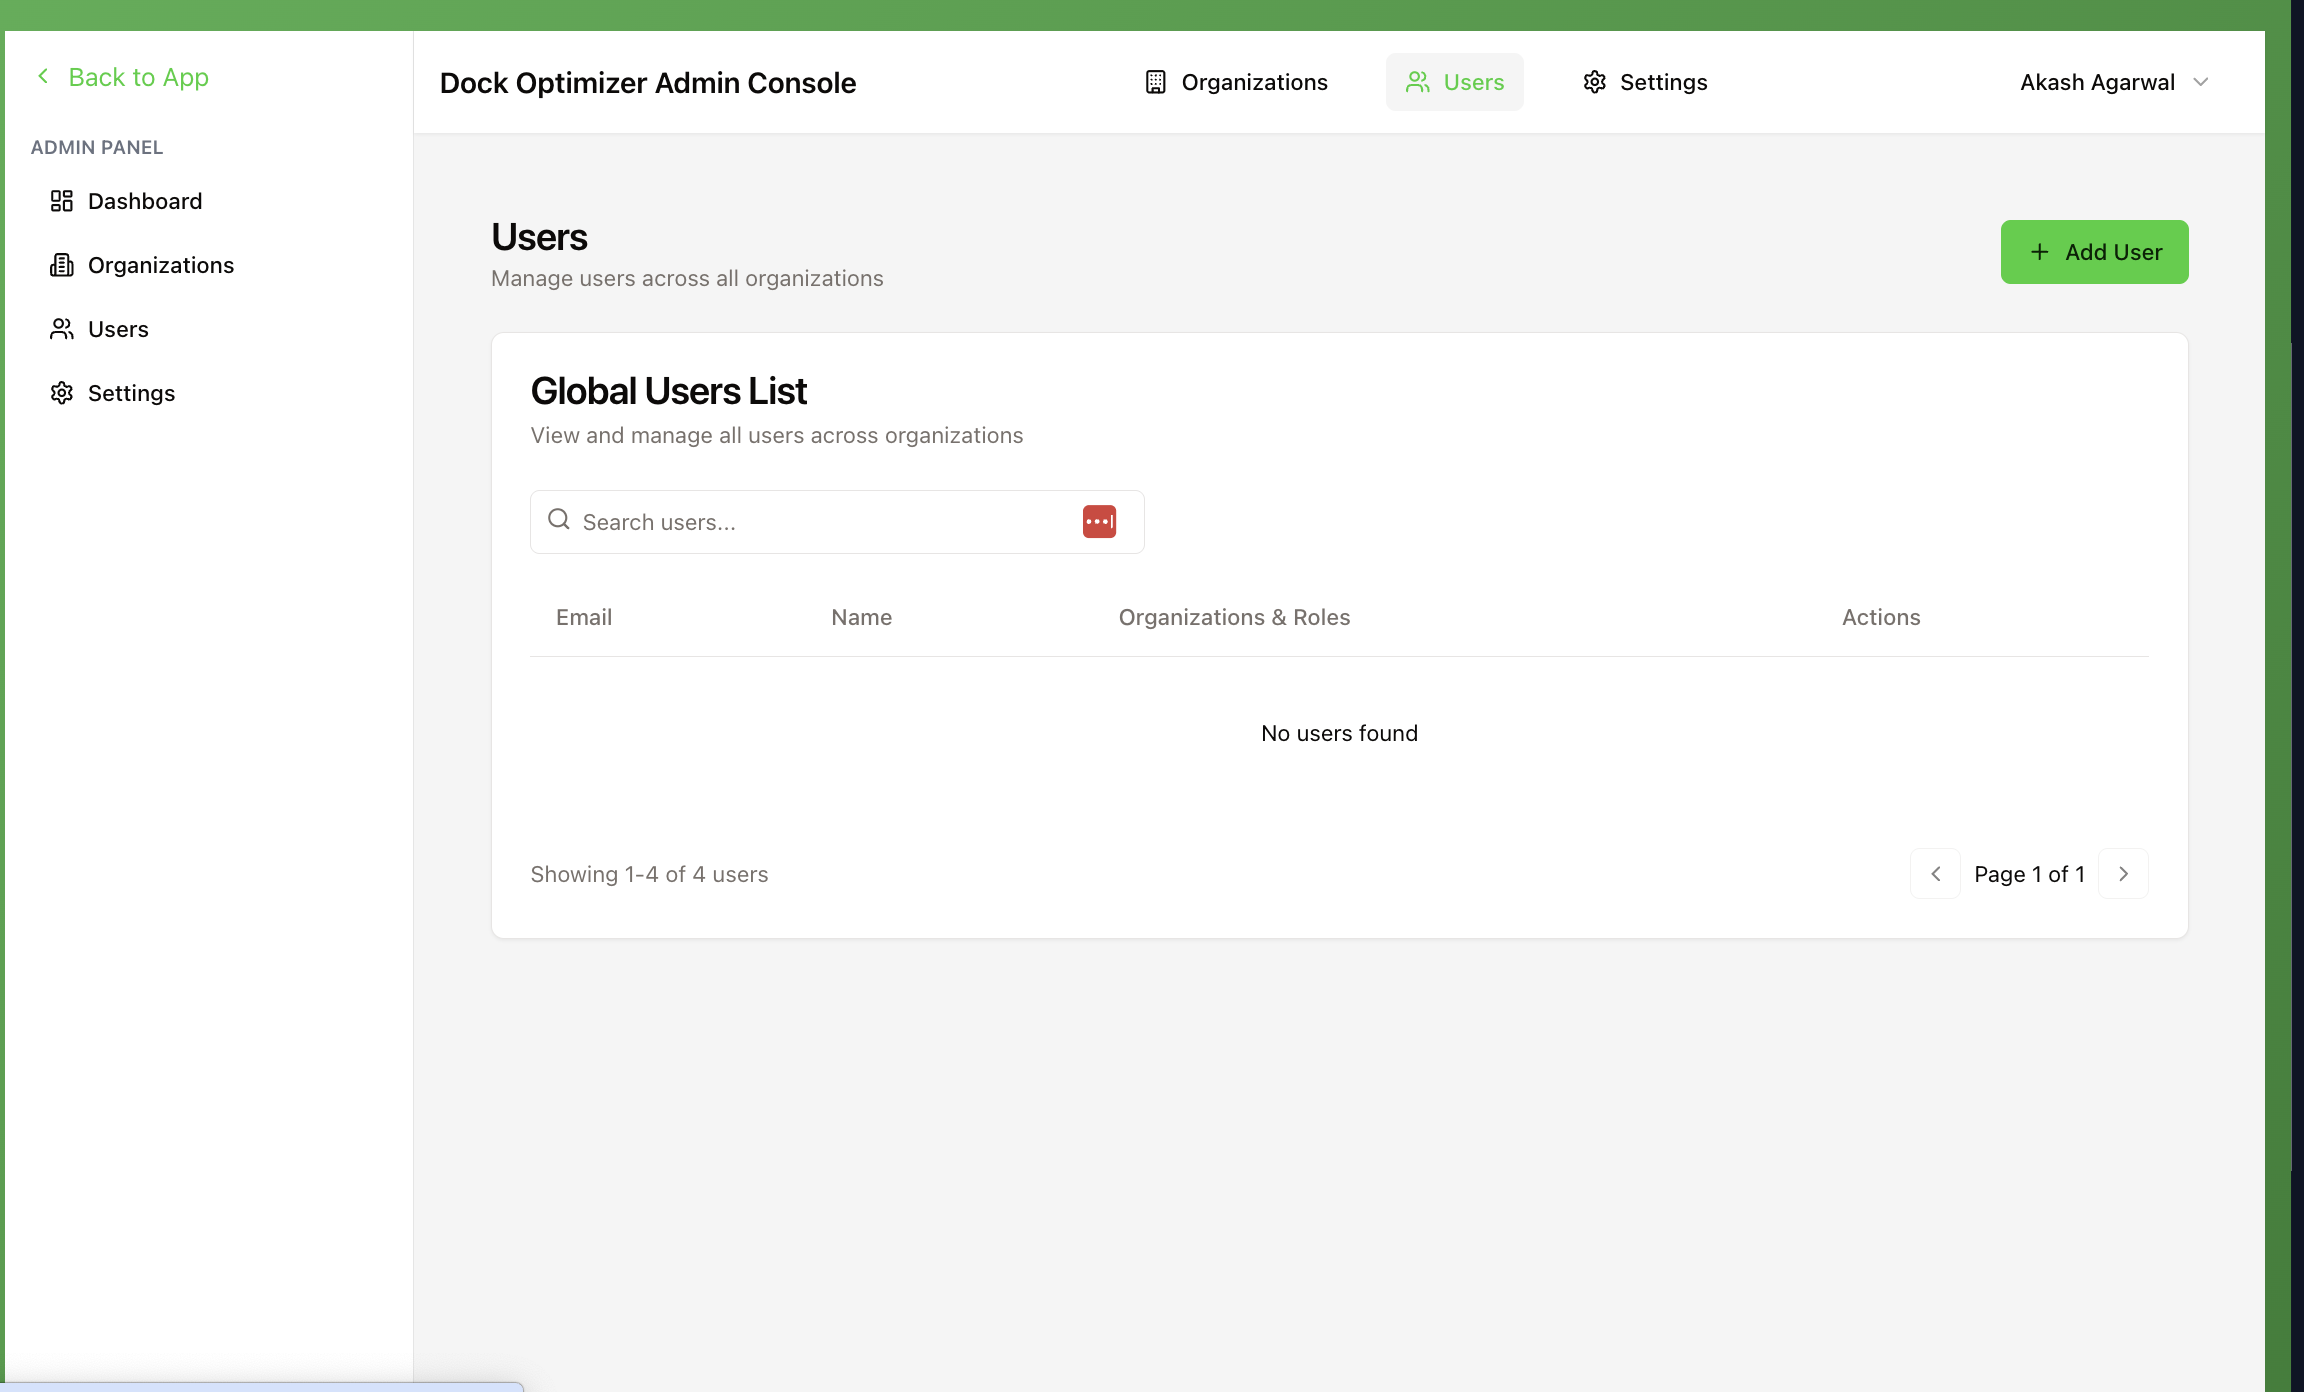 Back to App
ADMIN PANEL
Dashboard
Organizations
Users
Settings
Dock Optimizer Admin Console
Organizations
Users
Settings
Akash Agarwal
Users
Manage users across all organizations
Add User
Global Users List
View and manage all users across organizations
Search users...
Email Name Organizations & Roles Actions
No users found
Showing 1-4 of 4 users
Page 1 of 1